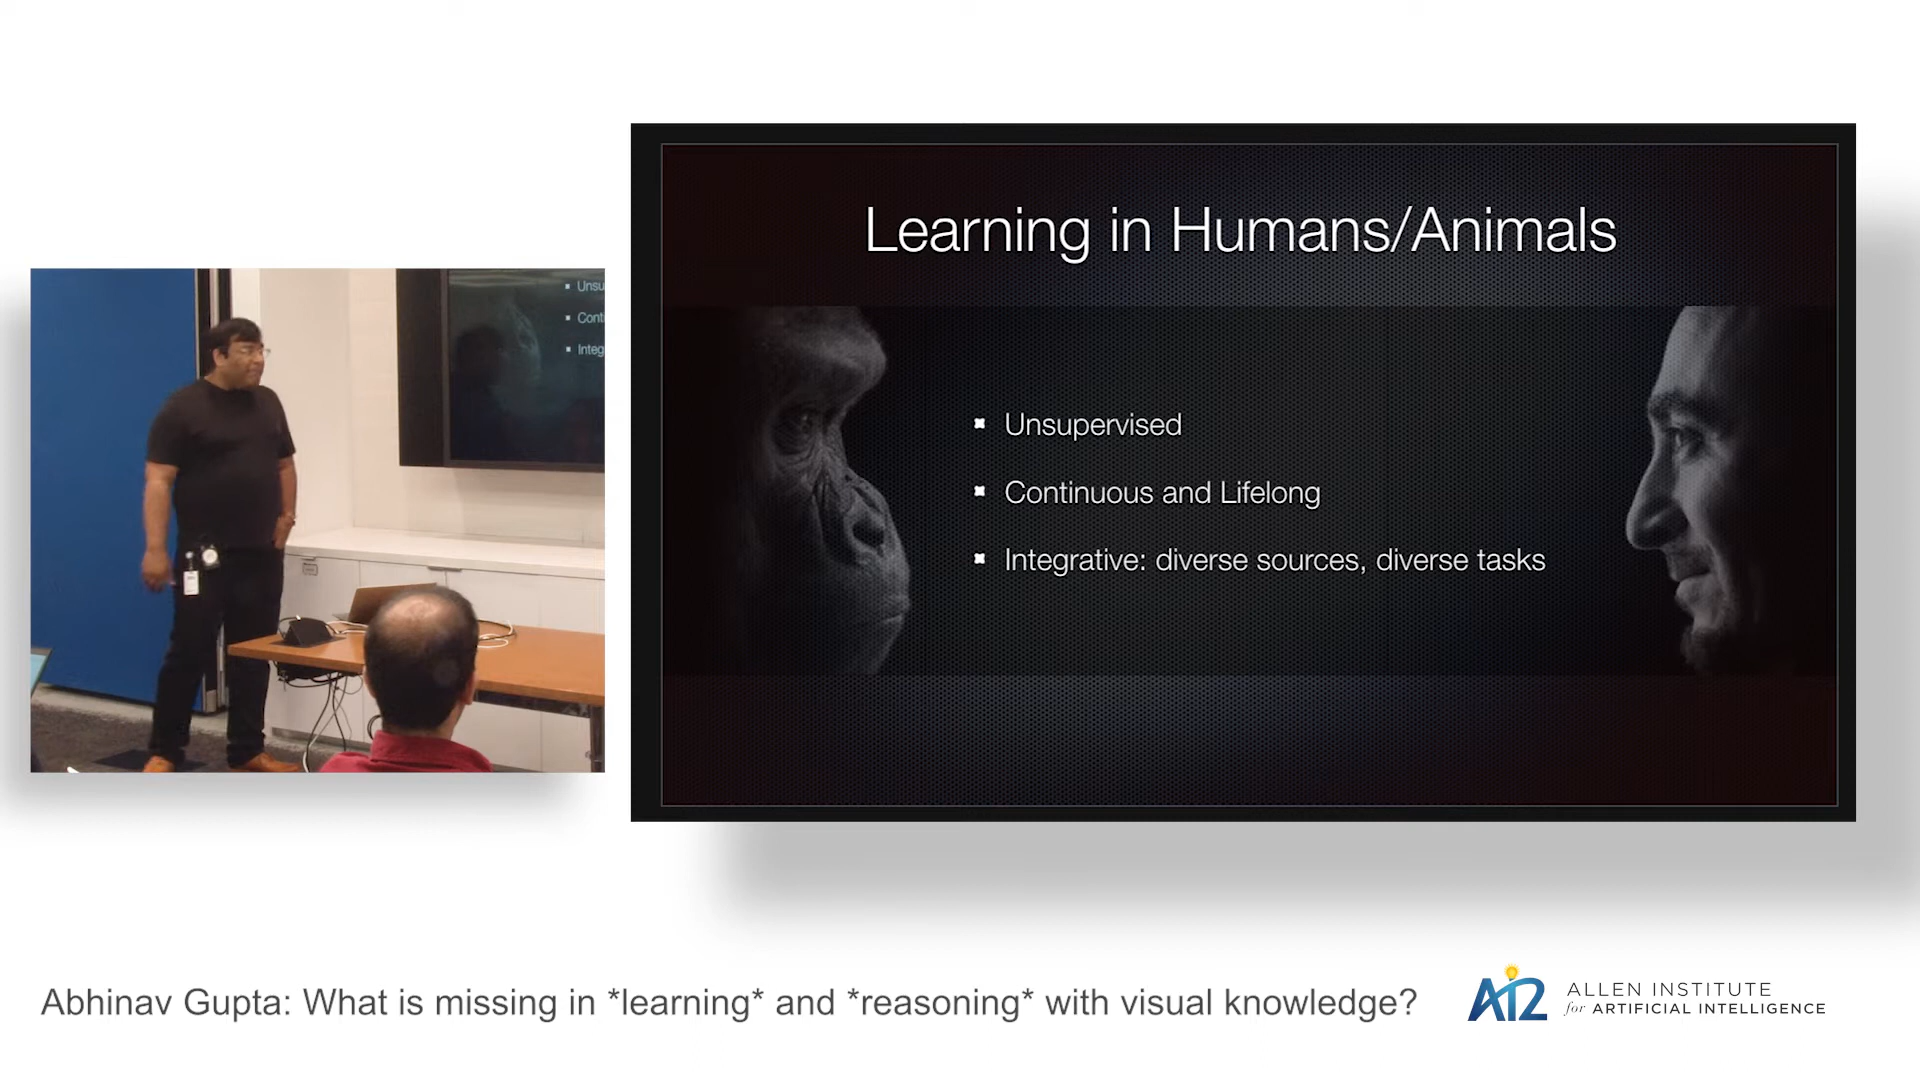 Learning in Humans/Animals
Unsupervised
Continuous and Lifelong
Integrative: diverse sources, diverse tasks
Unsu
Conti
Integ
Abhinav Gupta: What is missing in *learning* and *reasoning* with visual knowledge?
AI2
ALLEN INSTITUTE
for ARTIFICIAL INTELLIGENCE